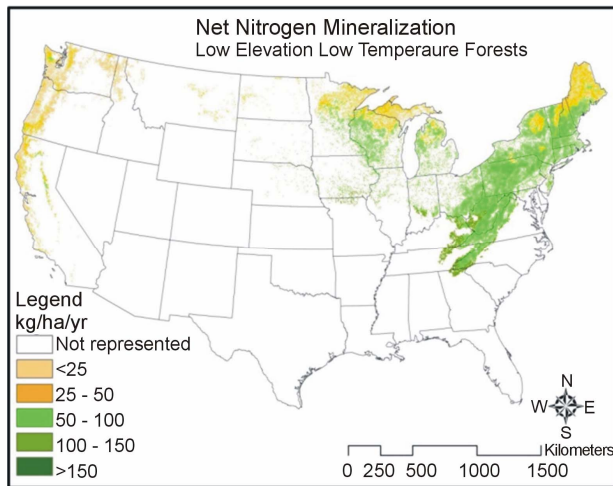 Net Nitrogen Mineralization
Low Elevation Low Temperaure Forests
Legend
kg/ha/yr
Not represented
<25
25 - 50
50 - 100
100 - 150
>150
N
W E
S
Kilometers
0 250 500 1000 1500